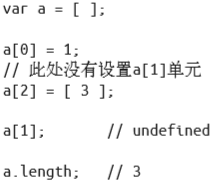 var a = [ ];
a[0] = 1;
// 此处没有设置a[1]单元
a[2] = [ 3 ];
a[1];       // undefined
a.length;   // 3